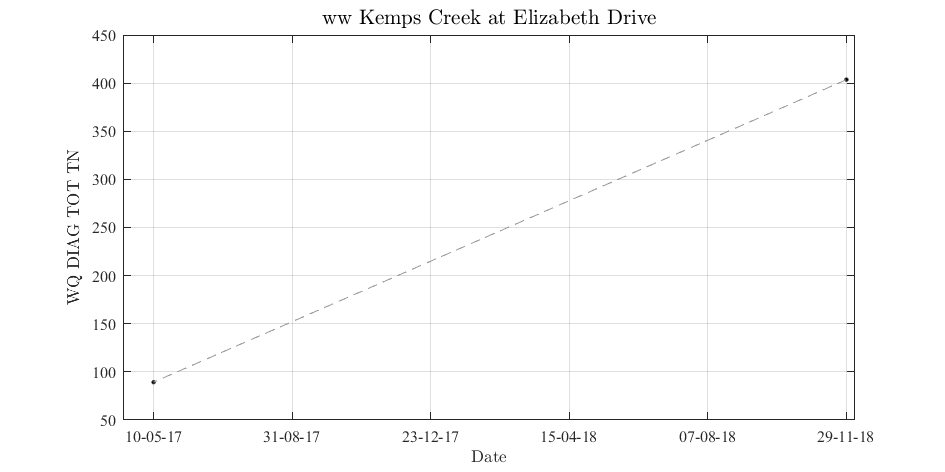 ww Kemps Creek at Elizabeth Drive
450
400
350
300
250
200
150
100
50
WQ DIAG TOT TN
10-05-17 31-08-17 23-12-17 15-04-18 07-08-18 29-11-18
Date